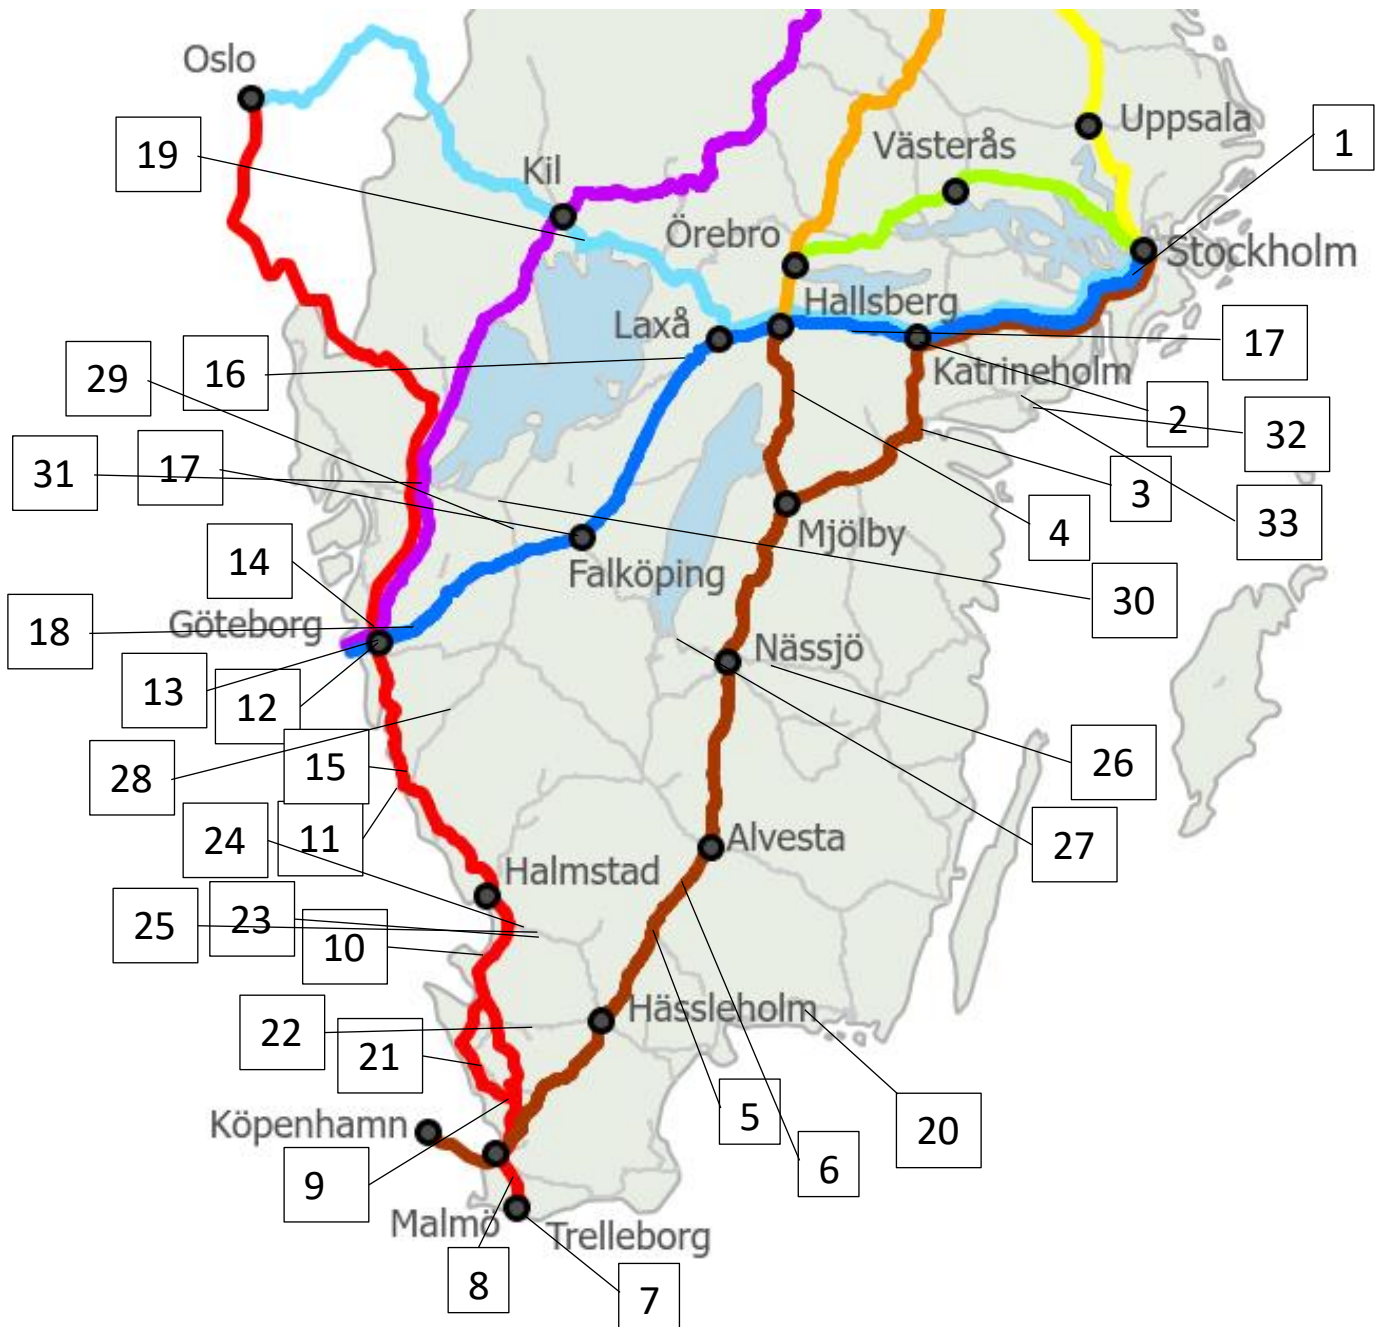 Oslo
Uppsala
1
Västerås
19
Kil
Örebro
Stockholm
Hallsberg
Laxå
17
16
29
Katrineholm
2
32
31
17
3
33
4
Mjölby
14
Falköping
30
18
Göteborg
Nässjö
13
12
15
28
26
24
11
Alvesta
27
Halmstad
25
23
10
Hässleholm
22
21
5
20
Köpenhamn
6
9
Malmö
Trelleborg
8
7